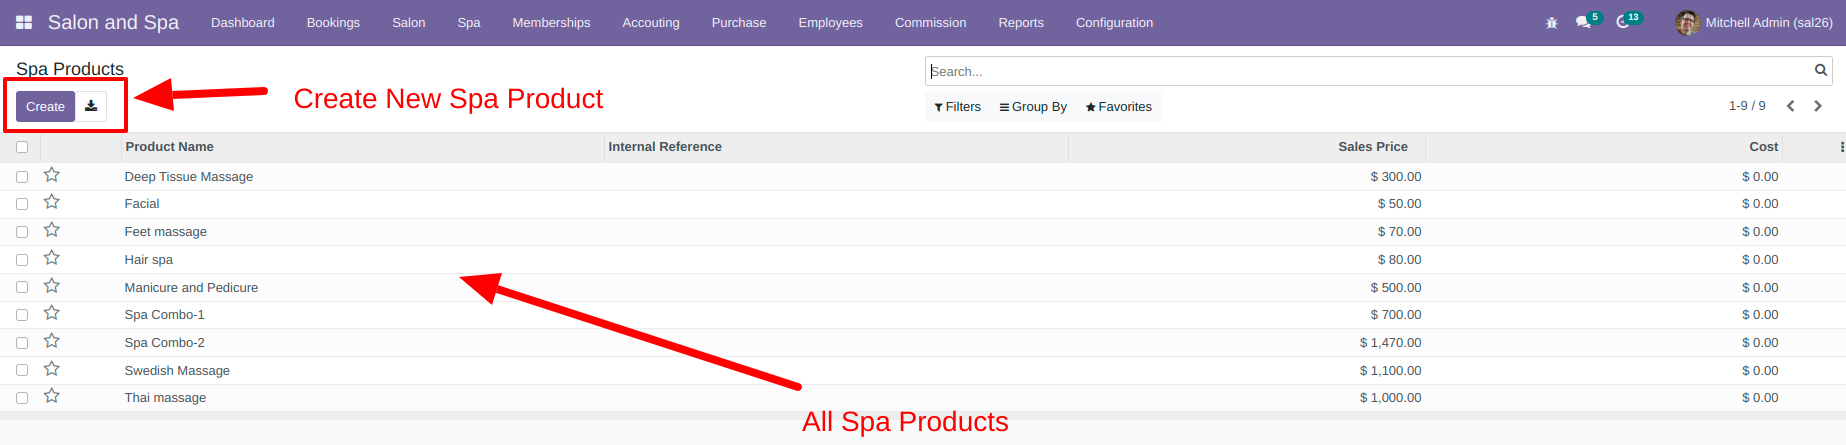 Salon and Spa Dashboard Bookings Salon Spa Memberships Accouting Purchase Employees Commission Reports Configuration 5 13 Mitchell Admin (sal26)
Spa Products
Search...
Create
Create New Spa Product
Filters Group By Favorites 1-9 / 9
Product Name Internal Reference Sales Price Cost
Deep Tissue Massage $ 300.00 $ 0.00
Facial $ 50.00 $ 0.00
Feet massage $ 70.00 $ 0.00
Hair spa $ 80.00 $ 0.00
Manicure and Pedicure $ 500.00 $ 0.00
Spa Combo-1 $ 700.00 $ 0.00
Spa Combo-2 $ 1,470.00 $ 0.00
Swedish Massage $ 1,100.00 $ 0.00
Thai massage $ 1,000.00 $ 0.00
All Spa Products